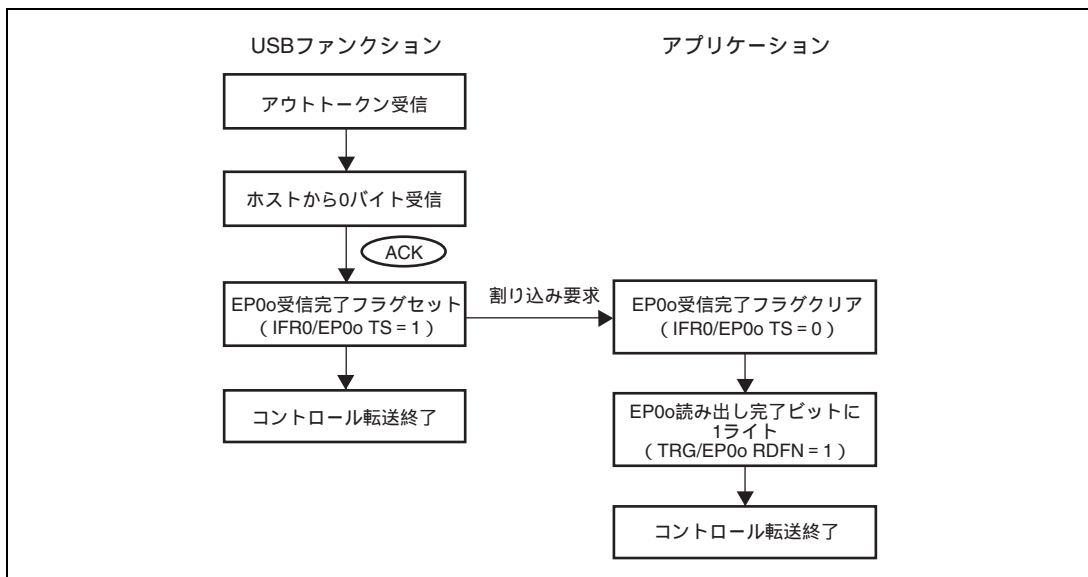 USBファンクション
アプリケーション
アウトトークン受信
ホストから0バイト受信
ACK
EP0o受信完了フラグセット
（IFR0/EP0o TS = 1）
割り込み要求
EP0o受信完了フラグクリア
（IFR0/EP0o TS = 0）
コントロール転送終了
EP0o読み出し完了ビットに
1ライト
（TRG/EP0o RDFN = 1）
コントロール転送終了